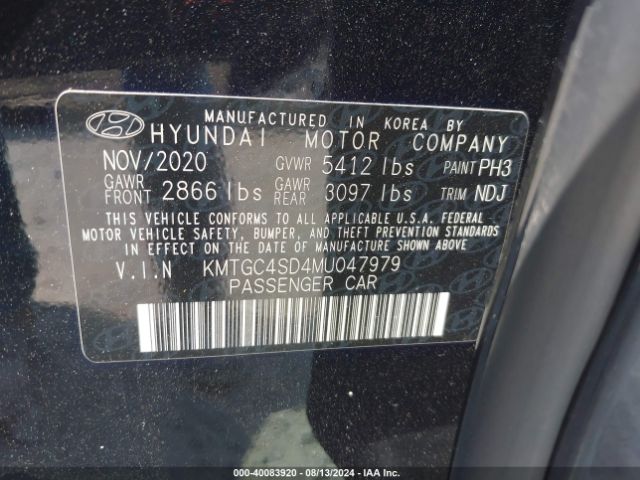 MANUFACTURED IN KOREA BY
HYUNDAI MOTOR COMPANY
NOV/2020 GVWR 5412 lbs PAINT PH3
GAWR FRONT 2866 lbs GAWR REAR 3097 lbs TRIM NDJ
THIS VEHICLE CONFORMS TO ALL APPLICABLE U.S.A. FEDERAL
MOTOR VEHICLE SAFETY, BUMPER, AND THEFT PREVENTION STANDARDS
IN EFFECT ON THE DATE OF MANUFACTURE SHOWN ABOVE.
V.I.N KMTGC4SD4MU047979
PASSENGER CAR
000-40083920 - 08/13/2024 - IAA Inc.